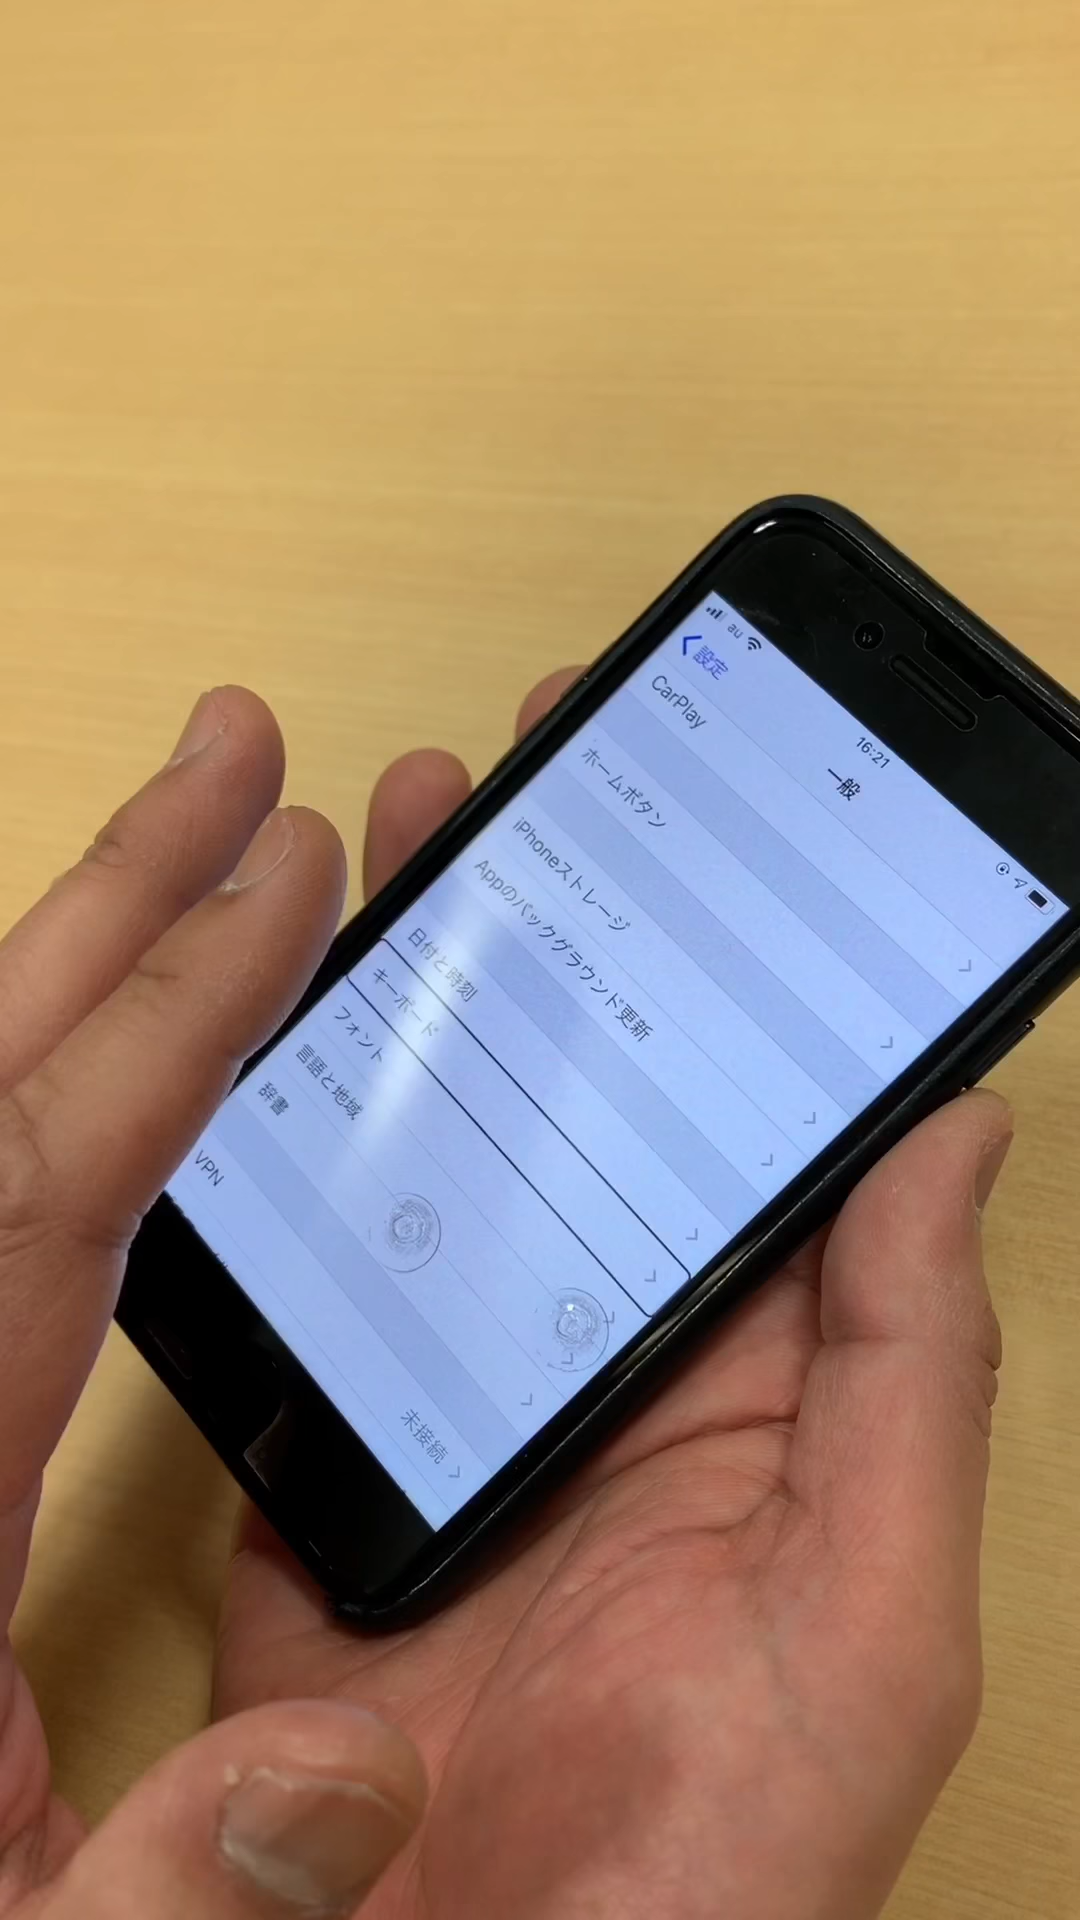 au
16:21
設定
一般
CarPlay
ホームボタン
iPhoneストレージ
Appのバックグラウンド更新
日付と時刻
キーボード
フォント
言語と地域
辞書
VPN
未接続